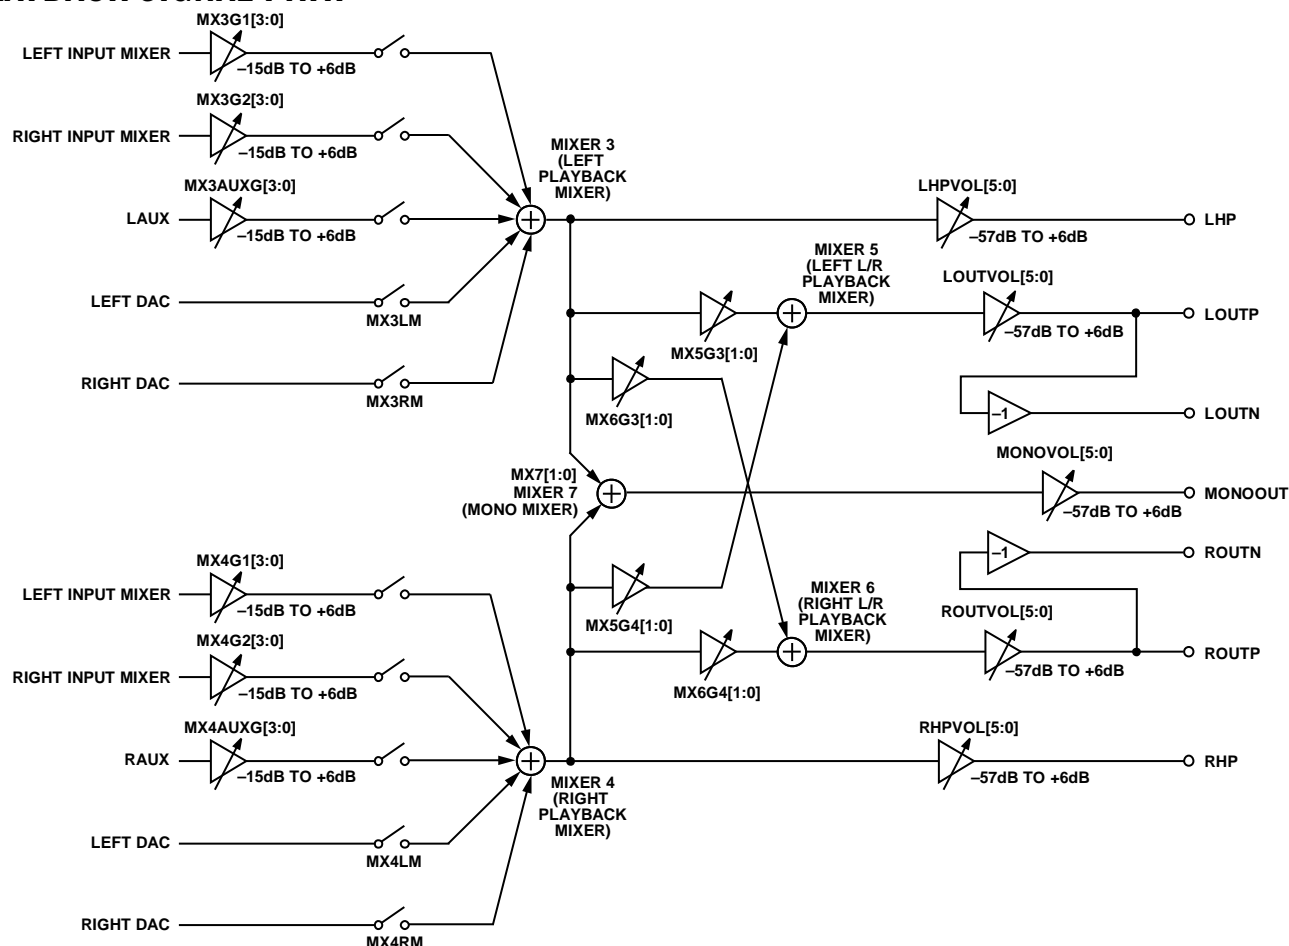 MX3G1[3:0]
LEFT INPUT MIXER
–15dB TO +6dB
MX3G2[3:0]
RIGHT INPUT MIXER
–15dB TO +6dB
MIXER 3
(LEFT
PLAYBACK
MIXER)
MX3AUXG[3:0]
LAUX
–15dB TO +6dB
LHPVOL[5:0]
–57dB TO +6dB
LHP
MIXER 5
(LEFT L/R
PLAYBACK
MIXER)
LOUTVOL[5:0]
–57dB TO +6dB
LOUTP
LEFT DAC
MX3LM
MX5G3[1:0]
RIGHT DAC
MX3RM
MX6G3[1:0]
–1
LOUTN
MX7[1:0]
MIXER 7
(MONO MIXER)
MONOVOL[5:0]
–57dB TO +6dB
MONOOUT
–1
ROUTN
MX4G1[3:0]
LEFT INPUT MIXER
–15dB TO +6dB
MX5G4[1:0]
MIXER 6
(RIGHT L/R
PLAYBACK
MIXER)
ROUTVOL[5:0]
–57dB TO +6dB
ROUTP
MX4G2[3:0]
RIGHT INPUT MIXER
–15dB TO +6dB
MX6G4[1:0]
MX4AUXG[3:0]
RAUX
–15dB TO +6dB
RHPVOL[5:0]
–57dB TO +6dB
RHP
MIXER 4
(RIGHT
PLAYBACK
MIXER)
LEFT DAC
MX4LM
RIGHT DAC
MX4RM